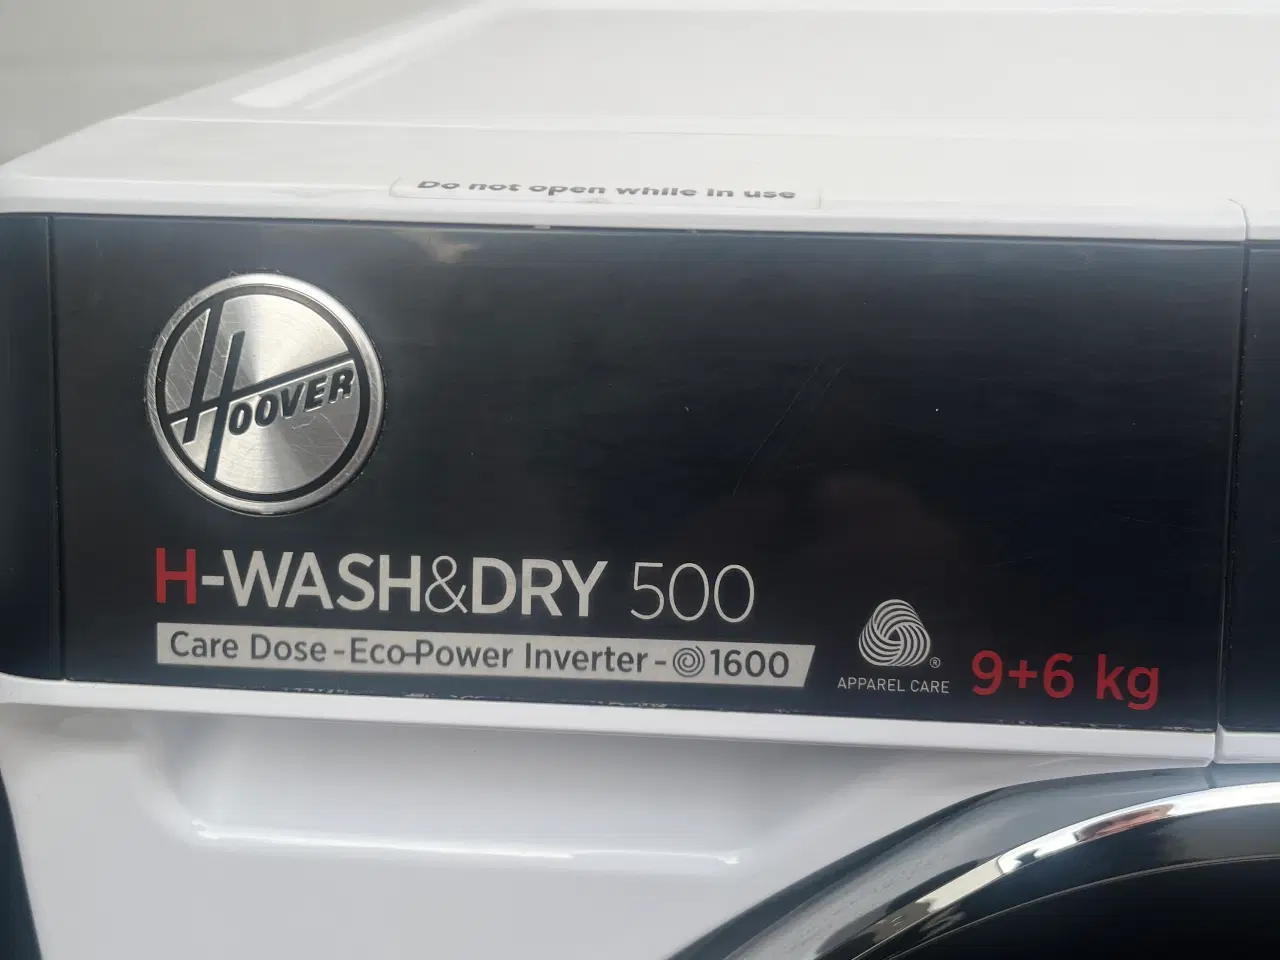 Do not open while in use
HOOVER
H-WASH&DRY 500
Care Dose - Eco-Power Inverter - 1600
®
APPAREL CARE
9+6 kg